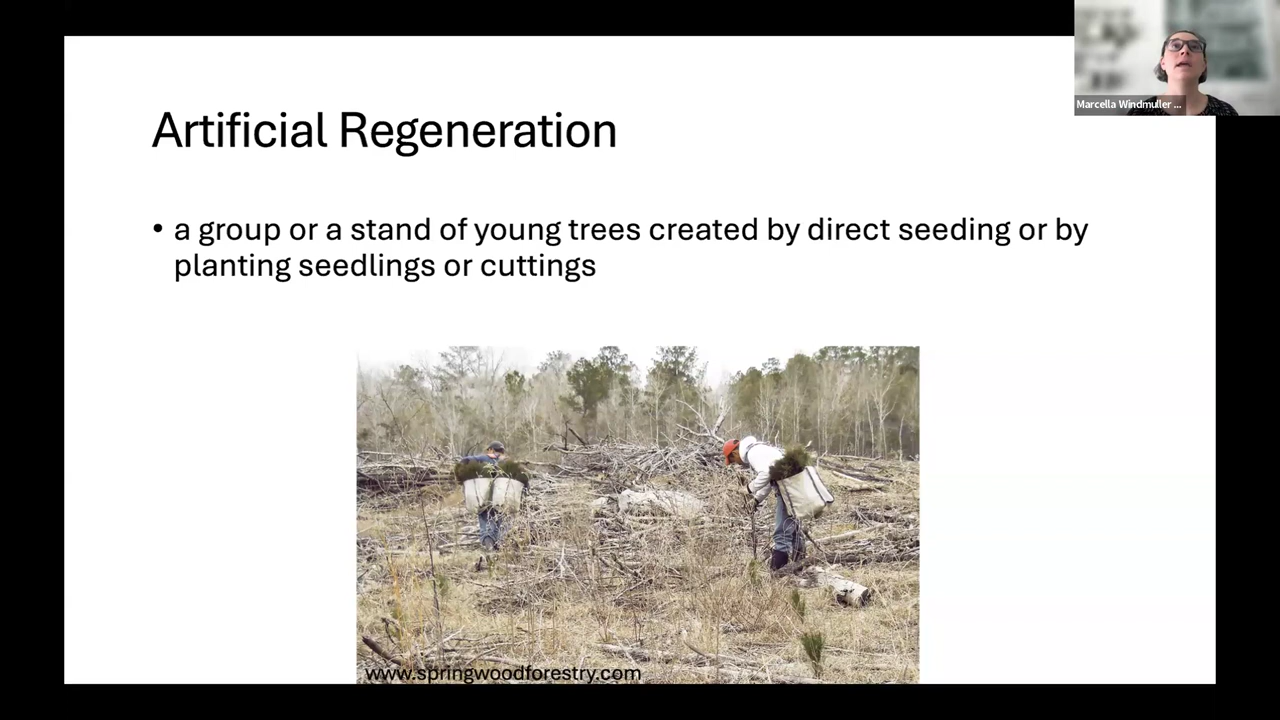 Marcella Windmuller ...
Artificial Regeneration
• a group or a stand of young trees created by direct seeding or by
planting seedlings or cuttings
www.springwoodforestry.com